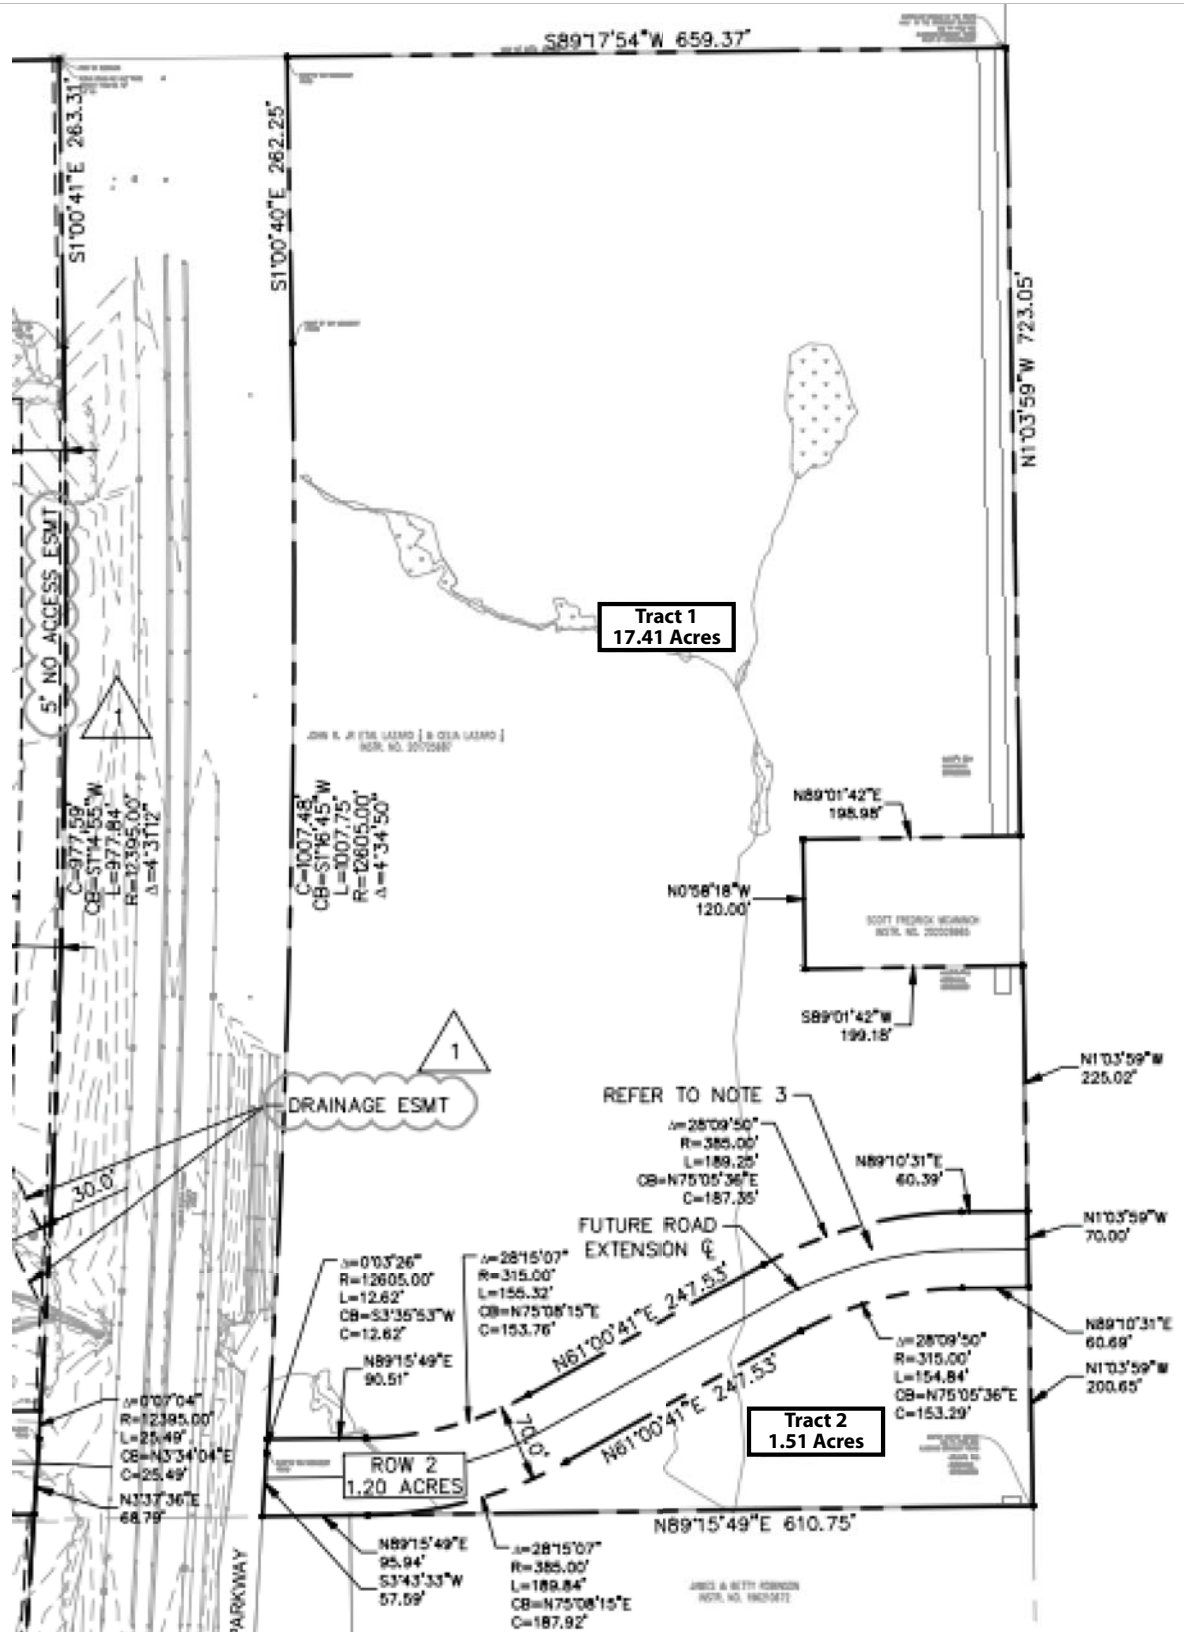 S89°17'54"W 659.37'
S1°00'41"E 263.31'
S1°00'40"E 262.25'
N1°03'59"W 723.05'
5' NO ACCESS ESMT
1
Tract 1
17.41 Acres
JOHN R. JR ETAL LAZARD & CELIA LAZARD
C=977.59'
CB=S1°14'55"W
L=977.84'
R=12395.00'
Δ=4°31'12"
C=1007.48'
CB=S1°16'45"W
L=1007.75'
R=12605.00'
Δ=4°34'50"
N89°01'42"E
198.98'
N0°58'18"W
120.00'
S89°01'42"W
199.18'
1
DRAINAGE ESMT
30.0'
N1°03'59"W
225.02'
REFER TO NOTE 3
Δ=28°09'50"
R=385.00'
L=189.25'
CB=N75°05'36"E
C=187.35'
N89°10'31"E
60.39'
N1°03'59"W
70.00'
FUTURE ROAD
EXTENSION ℄
Δ=0°03'26"
R=12605.00'
L=12.62'
CB=S3°35'53"W
C=12.62'
Δ=28°15'07"
R=315.00'
L=155.32'
CB=N75°08'15"E
C=153.76'
N61°00'41"E 247.53'
N61°00'41"E 247.53'
70.0'
N89°15'49"E
90.51'
Δ=28°09'50"
R=315.00'
L=154.84'
CB=N75°05'36"E
C=153.29'
N89°10'31"E
60.69'
N1°03'59"W
200.65'
Δ=0°07'04"
R=12395.00'
L=25.49'
CB=N3°34'04"E
C=25.49'
N3°37'36"E
68.79'
ROW 2
1.20 ACRES
Tract 2
1.51 Acres
N89°15'49"E 610.75'
N89°15'49"E
95.94'
S3°43'33"W
57.59'
Δ=28°15'07"
R=385.00'
L=189.84'
CB=N75°08'15"E
C=187.92'
PARKWAY
JAMES & BETTY ROBINSON